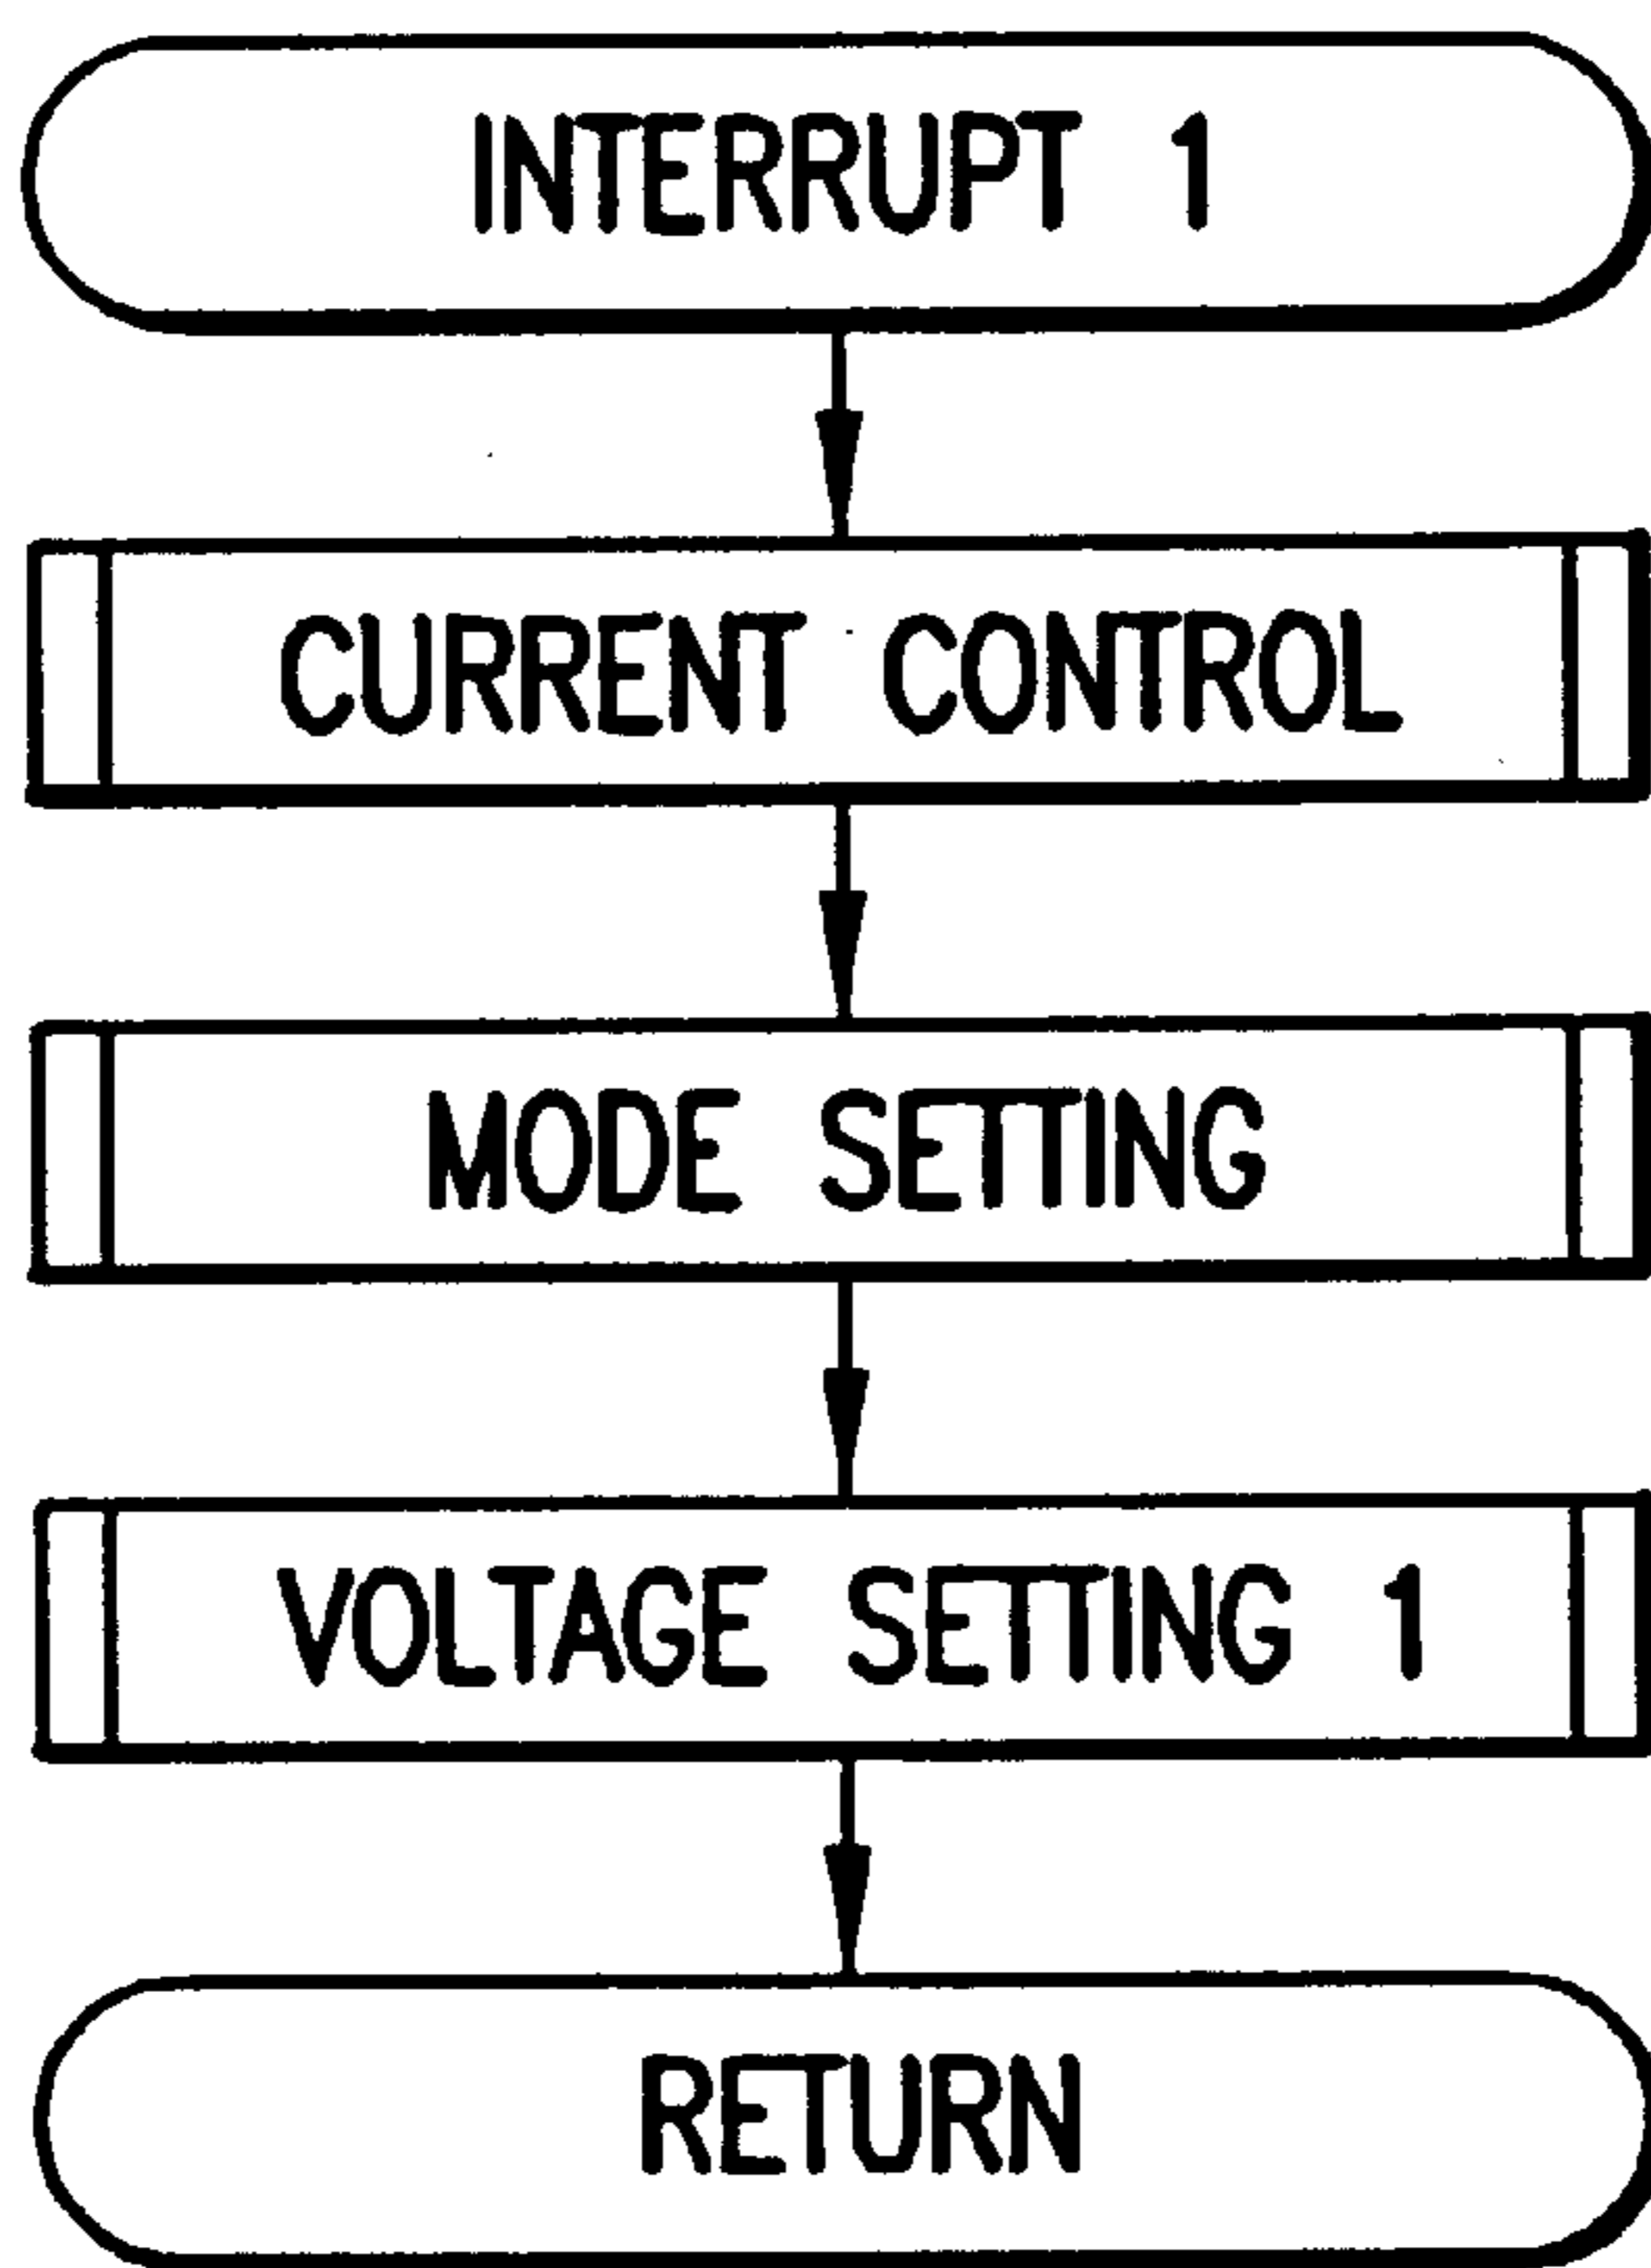 INTERRUPT 1
CURRENT CONTROL
MODE SETTING
VOLTAGE SETTING 1
RETURN